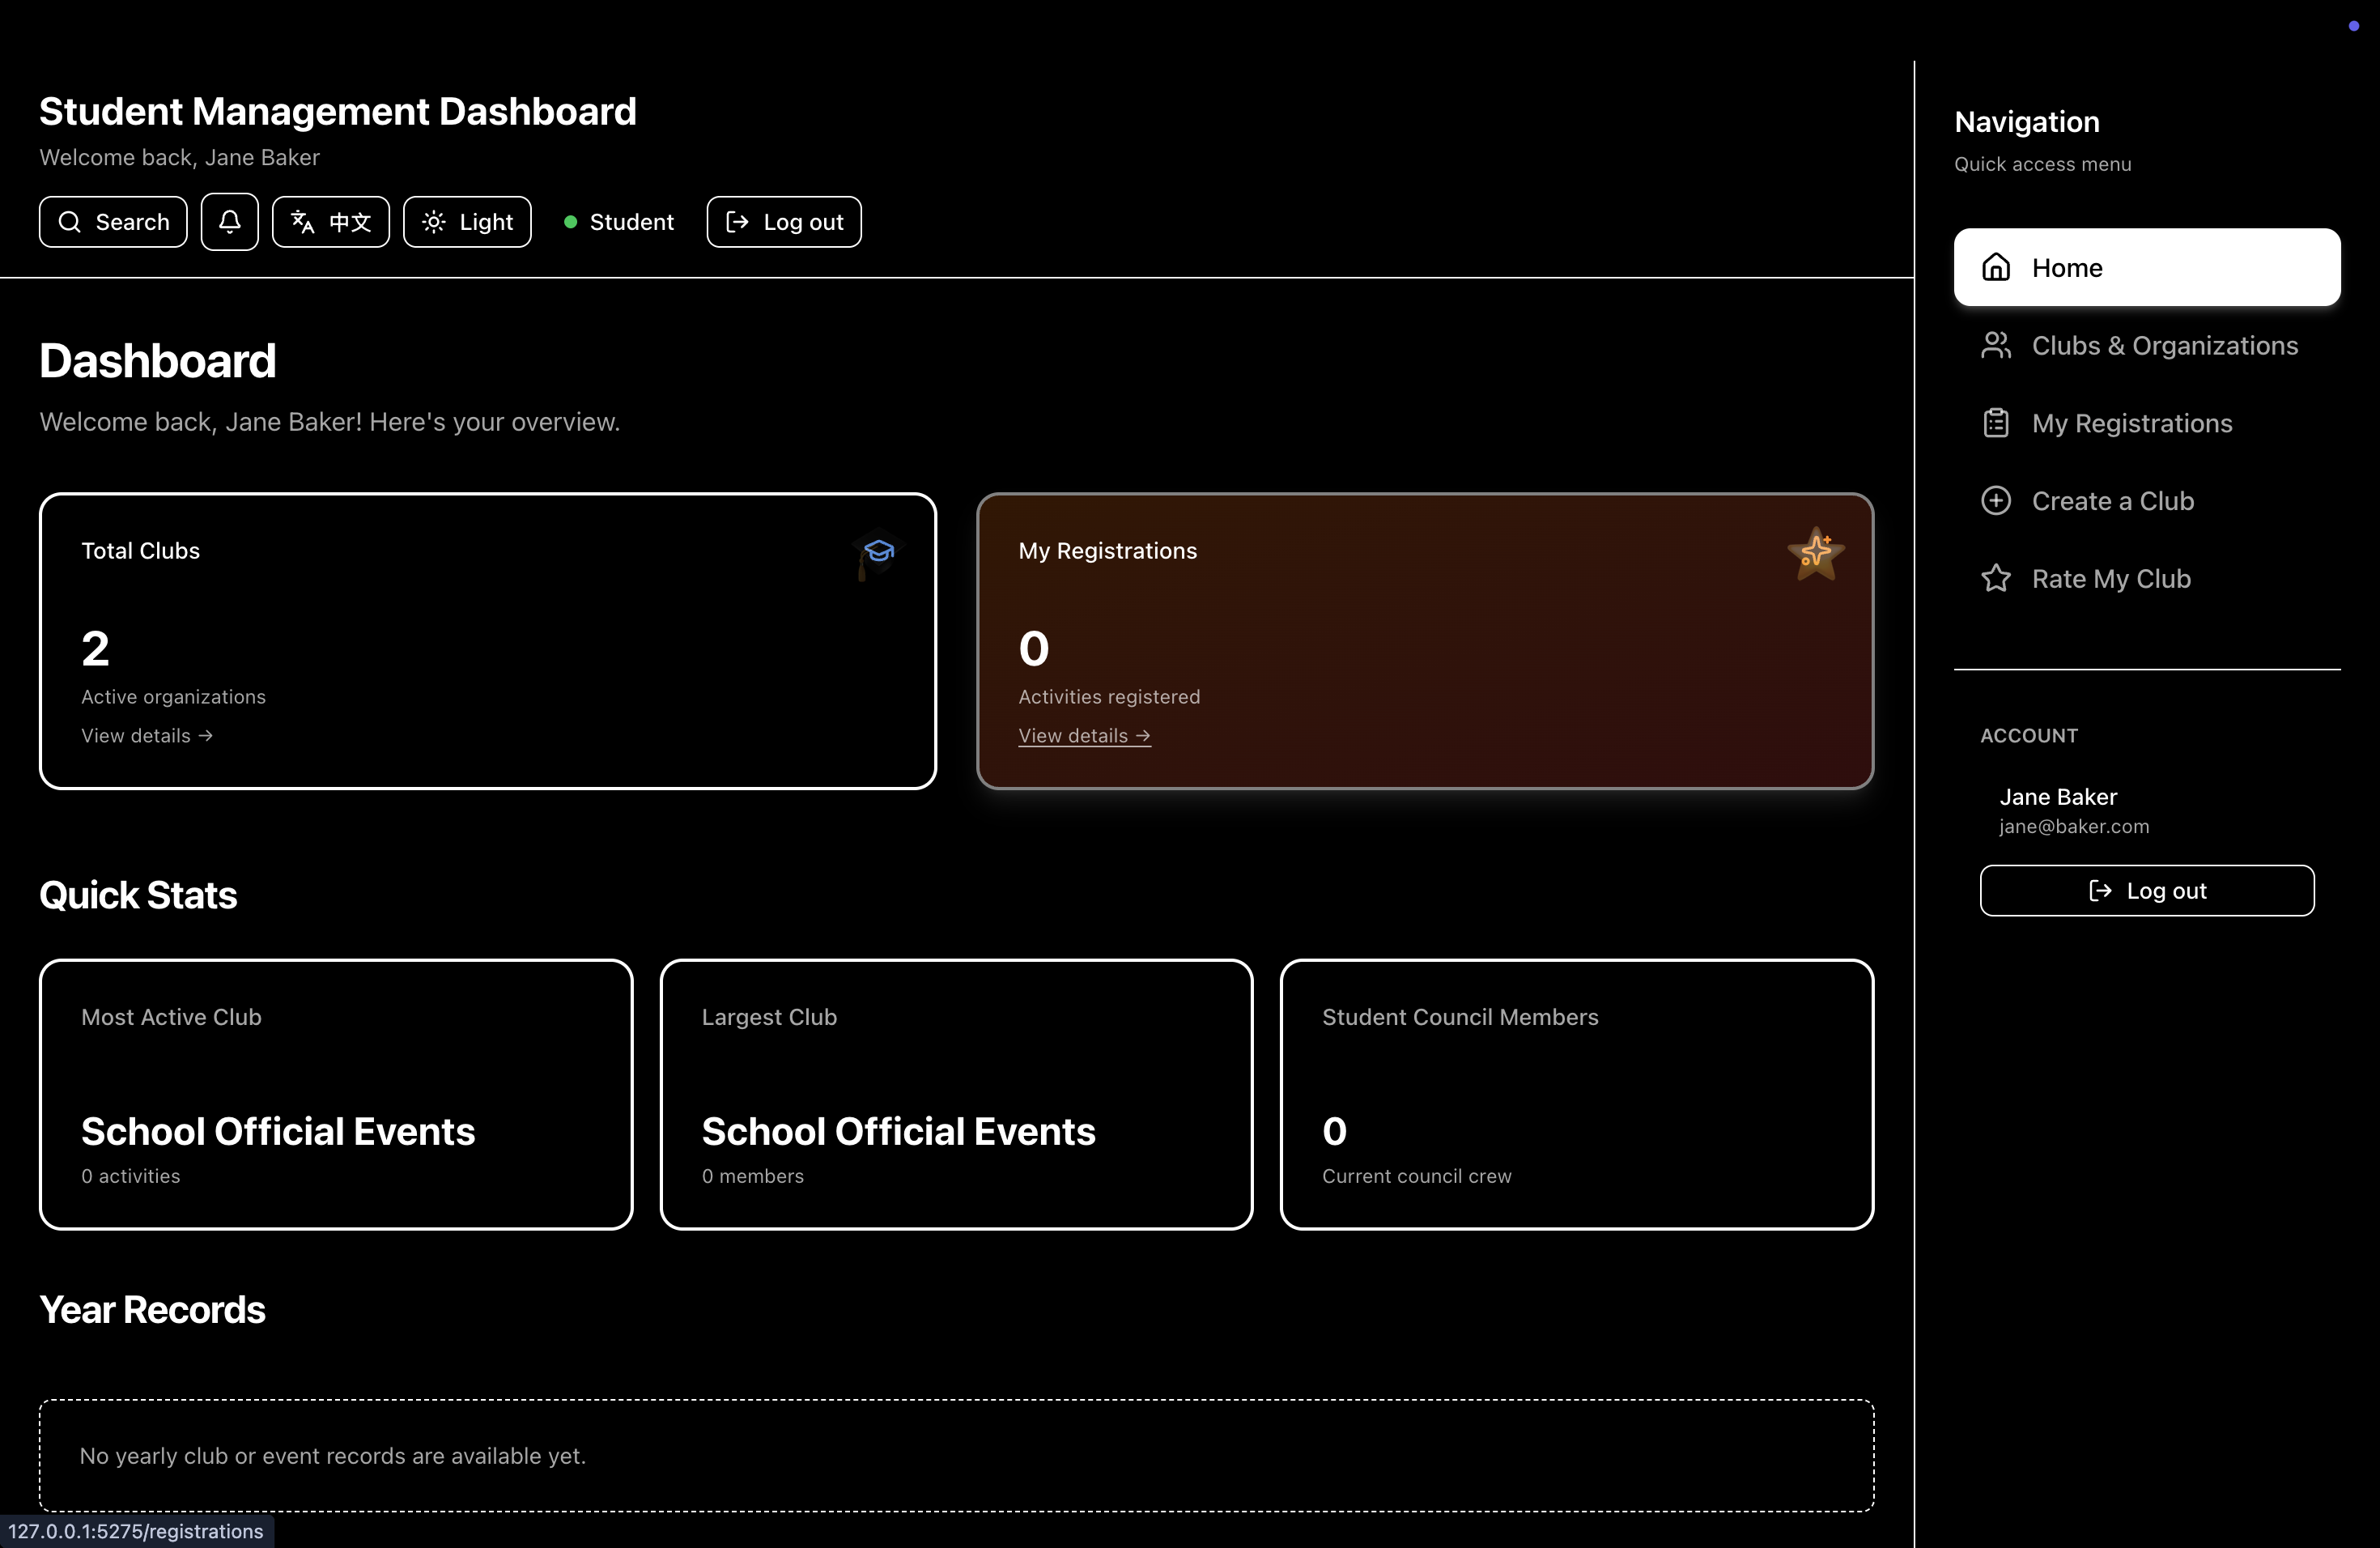 Student Management Dashboard
Welcome back, Jane Baker
Search
中文
Light
Student
Log out
Dashboard
Welcome back, Jane Baker! Here's your overview.
Total Clubs
2
Active organizations
View details →
My Registrations
0
Activities registered
View details →
Quick Stats
Most Active Club
School Official Events
0 activities
Largest Club
School Official Events
0 members
Student Council Members
0
Current council crew
Year Records
No yearly club or event records are available yet.
127.0.0.1:5275/registrations
Navigation
Quick access menu
Home
Clubs & Organizations
My Registrations
Create a Club
Rate My Club
ACCOUNT
Jane Baker
jane@baker.com
Log out